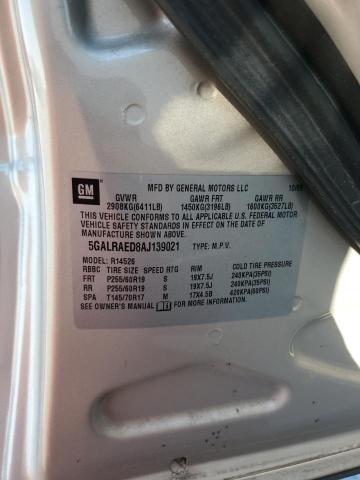 GM
MFD BY GENERAL MOTORS LLC 10/09
GVWR GAWR FRT GAWR RR
2908KG(6411LB) 1450KG(3196LB) 1600KG(3527LB)
THIS VEHICLE CONFORMS TO ALL APPLICABLE U.S.
FEDERAL MOTOR VEHICLE SAFETY, BUMPER, AND
THEFT PREVENTION STANDARDS IN EFFECT ON THE DATE
OF MANUFACTURE SHOWN ABOVE.
5GALRAED8AJ139021 TYPE: M.P.V.
MODEL: R14526
RBBC TIRE SIZE SPEED RTG RIM COLD TIRE PRESSURE
FRT P255/60R19 S 19X7.5J 240KPA(35PSI)
RR P255/60R19 S 19X7.5J 240KPA(35PSI)
SPA T145/70R17 M 17X4.5B 420KPA(60PSI)
SEE OWNER'S MANUAL FOR MORE INFORMATION